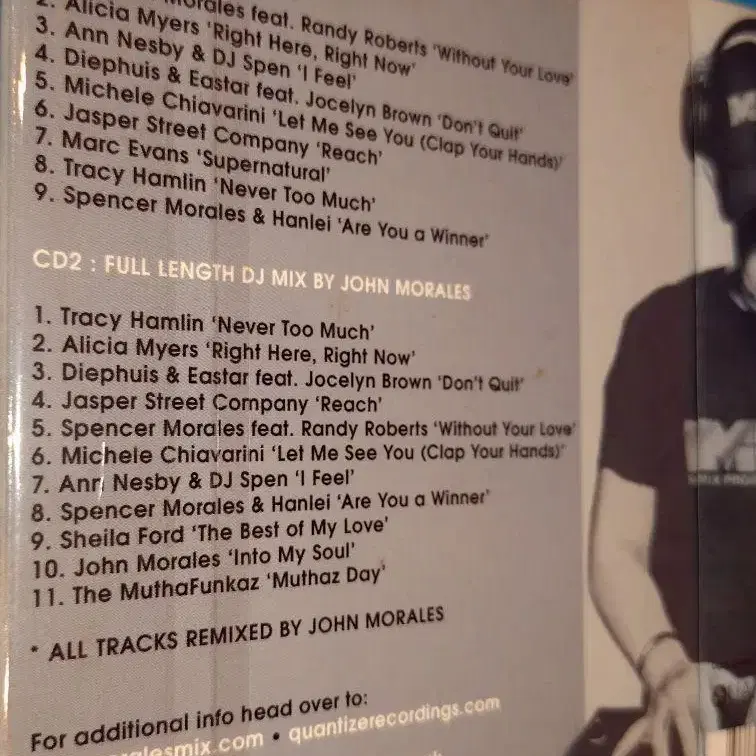 2. Alicia Myers 'Right Here, Right Now'
feat. Randy Roberts 'Without Your Love'
3. Ann Nesby & DJ Spen 'I Feel'
4. Diephuis & Eastar feat. Jocelyn Brown 'Don't Quit'
5. Michele Chiavarini 'Let Me See You (Clap Your Hands)'
6. Jasper Street Company 'Reach'
7. Marc Evans 'Supernatural'
8. Tracy Hamlin 'Never Too Much'
9. Spencer Morales & Hanlei 'Are You a Winner'
CD2 : FULL LENGTH DJ MIX BY JOHN MORALES
1. Tracy Hamlin 'Never Too Much'
2. Alicia Myers 'Right Here, Right Now'
3. Diephuis & Eastar feat. Jocelyn Brown 'Don't Quit'
4. Jasper Street Company 'Reach'
5. Spencer Morales feat. Randy Roberts 'Without Your Love'
6. Michele Chiavarini 'Let Me See You (Clap Your Hands)'
7. Ann Nesby & DJ Spen 'I Feel'
8. Spencer Morales & Hanlei 'Are You a Winner'
9. Sheila Ford 'The Best of My Love'
10. John Morales 'Into My Soul'
11. The MuthaFunkaz 'Muthaz Day'
* ALL TRACKS REMIXED BY JOHN MORALES
For additional info head over to:
alesmix.com • quantizerecordings.com